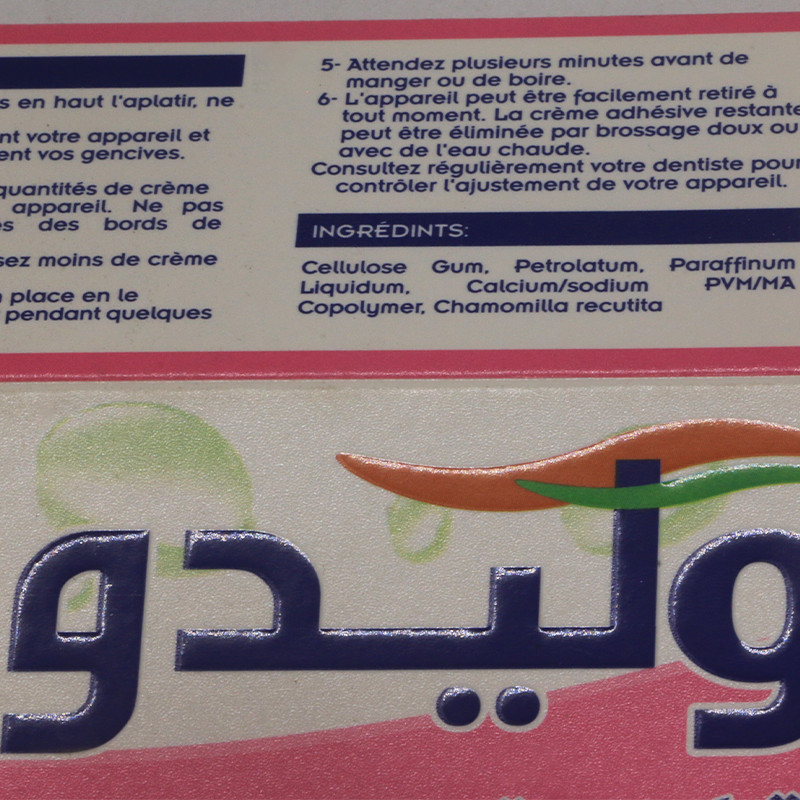 s en haut l'aplatir, ne
nt votre appareil et
ent vos gencives.
quantités de crème
appareil. Ne pas
s des bords de
sez moins de crème
place en le
pendant quelques
5- Attendez plusieurs minutes avant de
manger ou de boire.
6- L'appareil peut être facilement retiré à
tout moment. La crème adhésive restante
peut être éliminée par brossage doux ou
avec de l'eau chaude.
Consultez régulièrement votre dentiste pour
contrôler l'ajustement de votre appareil.
INGRÉDINTS:
Cellulose Gum, Petrolatum, Paraffinum
Liquidum, Calcium/sodium PVM/MA
Copolymer, Chamomilla recutita
وليدو